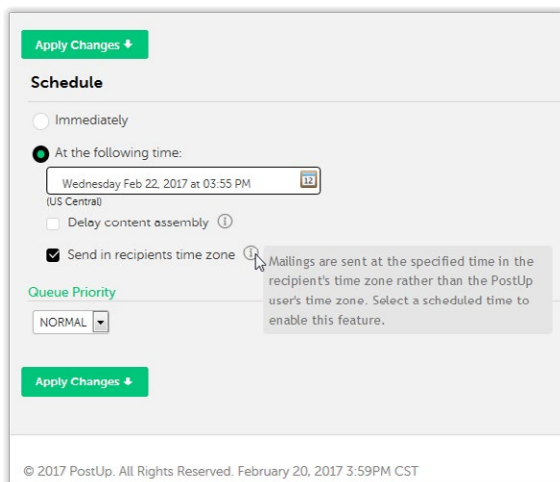 Apply Changes
Schedule
Immediately
At the following time:
Wednesday Feb 22, 2017 at 03:55 PM
12
(US Central)
Delay content assembly
Send in recipients time zone
Mailings are sent at the specified time in the
recipient's time zone rather than the PostUp
user's time zone. Select a scheduled time to
enable this feature.
Queue Priority
NORMAL
Apply Changes
© 2017 PostUp. All Rights Reserved. February 20, 2017 3:59PM CST